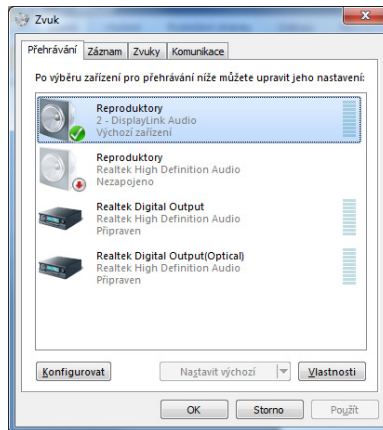 Zvuk
Přehrávání Záznam Zvuky Komunikace
Po výběru zařízení pro přehrávání níže můžete upravit jeho nastavení:
Reproduktory
2 - DisplayLink Audio
Výchozí zařízení
Reproduktory
Realtek High Definition Audio
Nezapojeno
Realtek Digital Output
Realtek High Definition Audio
Připraven
Realtek Digital Output(Optical)
Realtek High Definition Audio
Připraven
Konfigurovat Nastavit výchozí Vlastnosti
OK Storno Použít